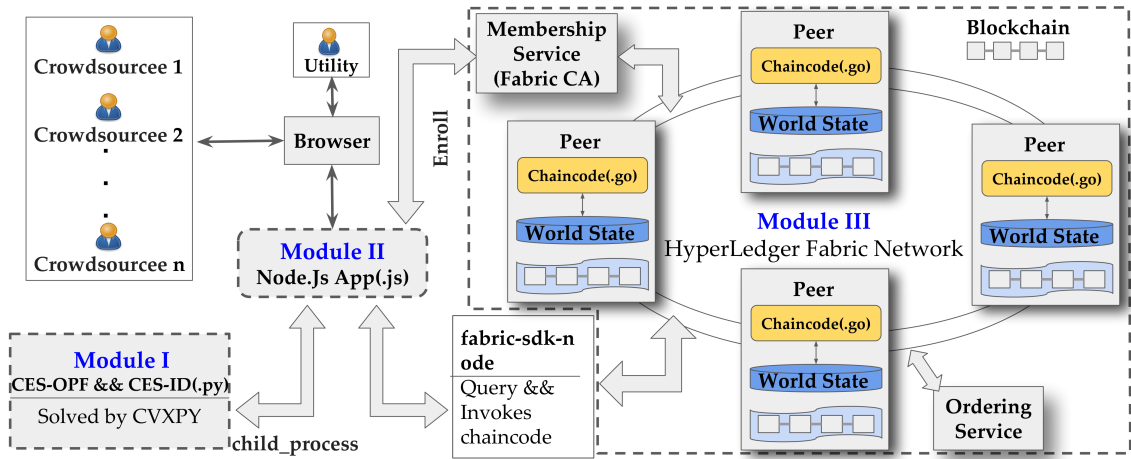 Crowdsourcee 1
Crowdsourcee 2
.
.
.
Crowdsourcee n
Utility
Browser
Enroll
Module II
Node.Js App(.js)
Module I
CES-OPF && CES-ID(.py)
Solved by CVXPY
child_process
fabric-sdk-n
ode
Query &&
Invokes
chaincode
Membership
Service
(Fabric CA)
Blockchain
Peer
Chaincode(.go)
World State
Peer
Chaincode(.go)
World State
Module III
HyperLedger Fabric Network
Peer
Chaincode(.go)
World State
Peer
Chaincode(.go)
World State
Ordering
Service